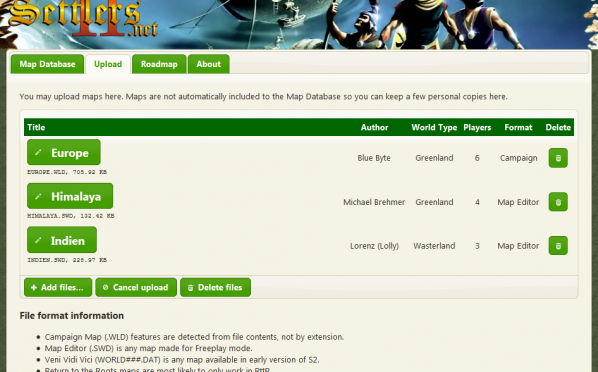 Settlers
II.net
Map Database Upload Roadmap About
You may upload maps here. Maps are not automatically included to the Map Database so you can keep a few personal copies here.
Title Author World Type Players Format Delete
Europe Blue Byte Greenland 6 Campaign
EUROPE.WLD, 705.92 KB
Himalaya Michael Brehmer Greenland 4 Map Editor
HIMALAYA.SWD, 132.62 KB
Indien Lorenz (Lolly) Wasterland 3 Map Editor
INDIEN.SWD, 228.97 KB
Add files... Cancel upload Delete files
File format information
Campaign Map (.WLD) features are detected from file contents, not by extension.
Map Editor (.SWD) is any map made for Freeplay mode.
Veni Vidi Vici (WORLD###.DAT) is any map available in early version of S2.
Return to the Roots maps are most likely to only work in RttR.